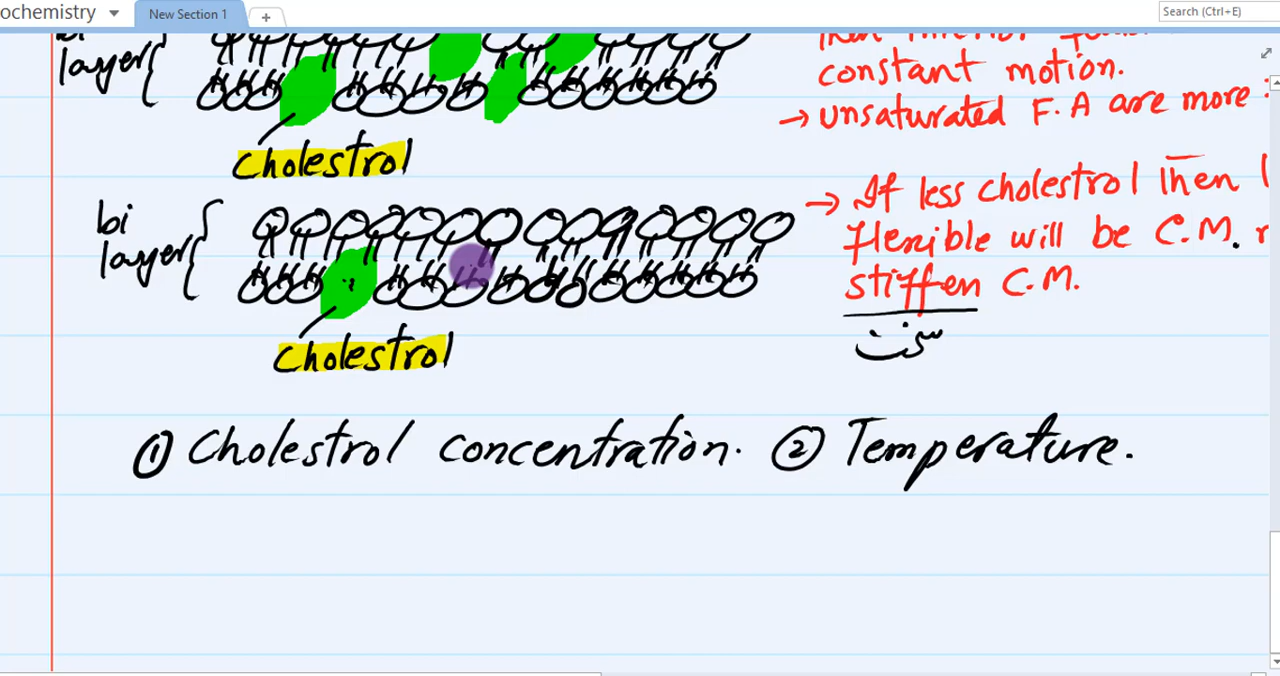 ochemistry
New Section 1
Search (Ctrl+E)
bi
layer
constant motion.
→ unsaturated F.A are more
Cholestrol
→ If less cholestrol then
flexible will be C.M.
stiffen C.M.
سخت
bi
layer
Cholestrol
① Cholestrol concentration. ② Temperature.